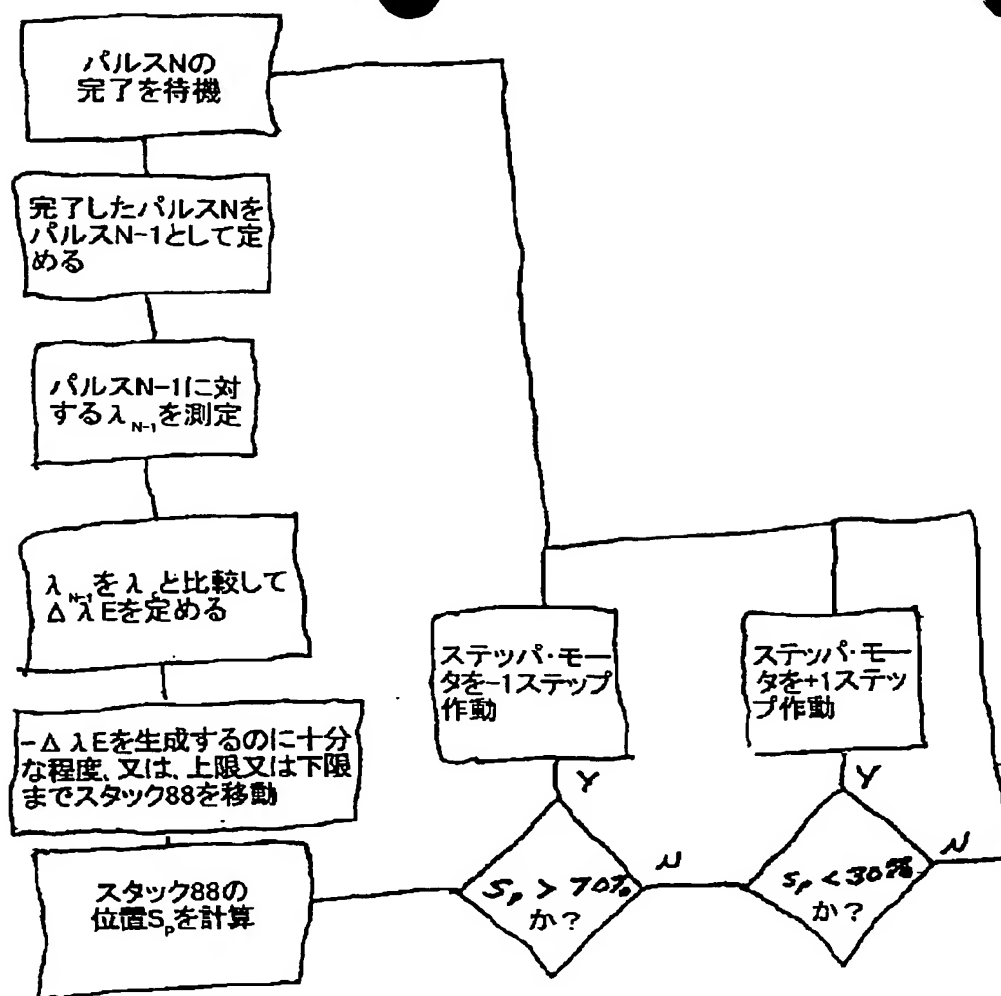 パルスNの
完了を待機
完了したパルスNを
パルスN-1として定
める
パルスN-1に対
するλN-1を測定
λN-1をλcと比較して
ΔλEを定める
-ΔλEを生成するのに十分
な程度、又は、上限又は下限
までスタック88を移動
スタック88の
位置SPを計算
ステッパ・モー
タを-1ステップ
作動
Y
SP > 70%
か?
N
ステッパ・モー
タを+1ステッ
プ作動
Y
SP < 30%
か?
N